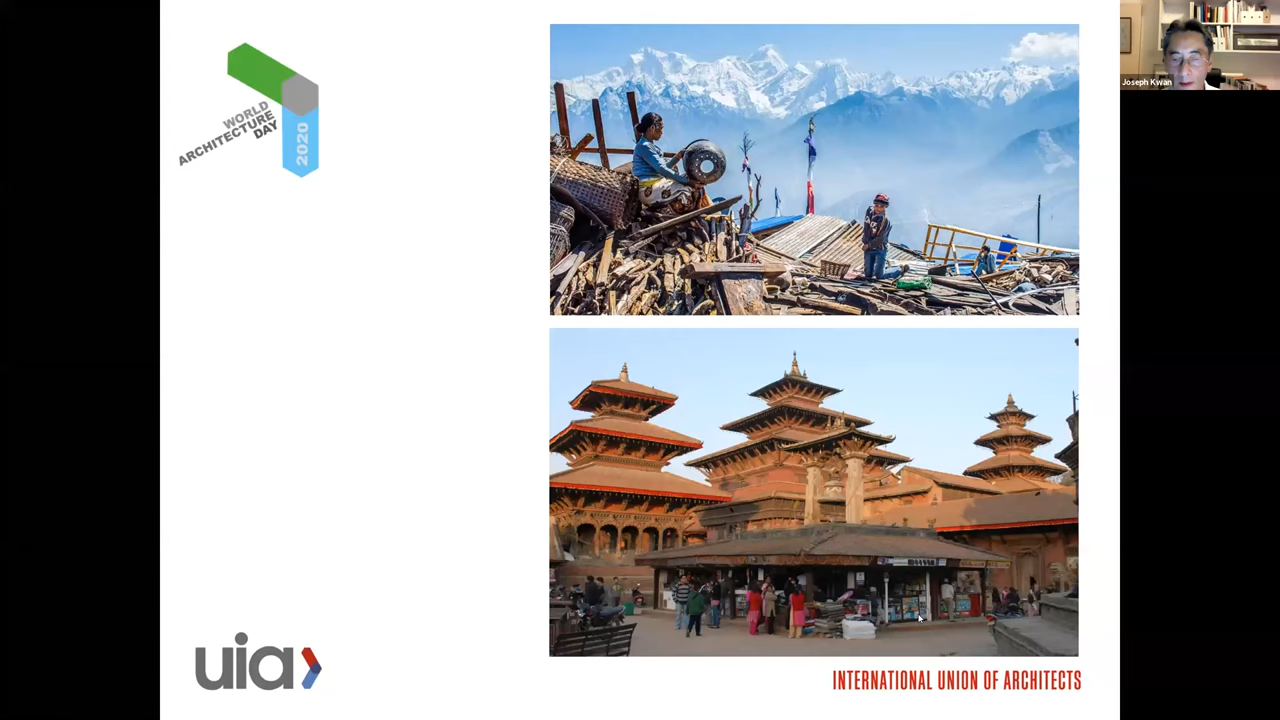 WORLD
ARCHITECTURE
DAY
2020
Joseph Kwan
uia
INTERNATIONAL UNION OF ARCHITECTS